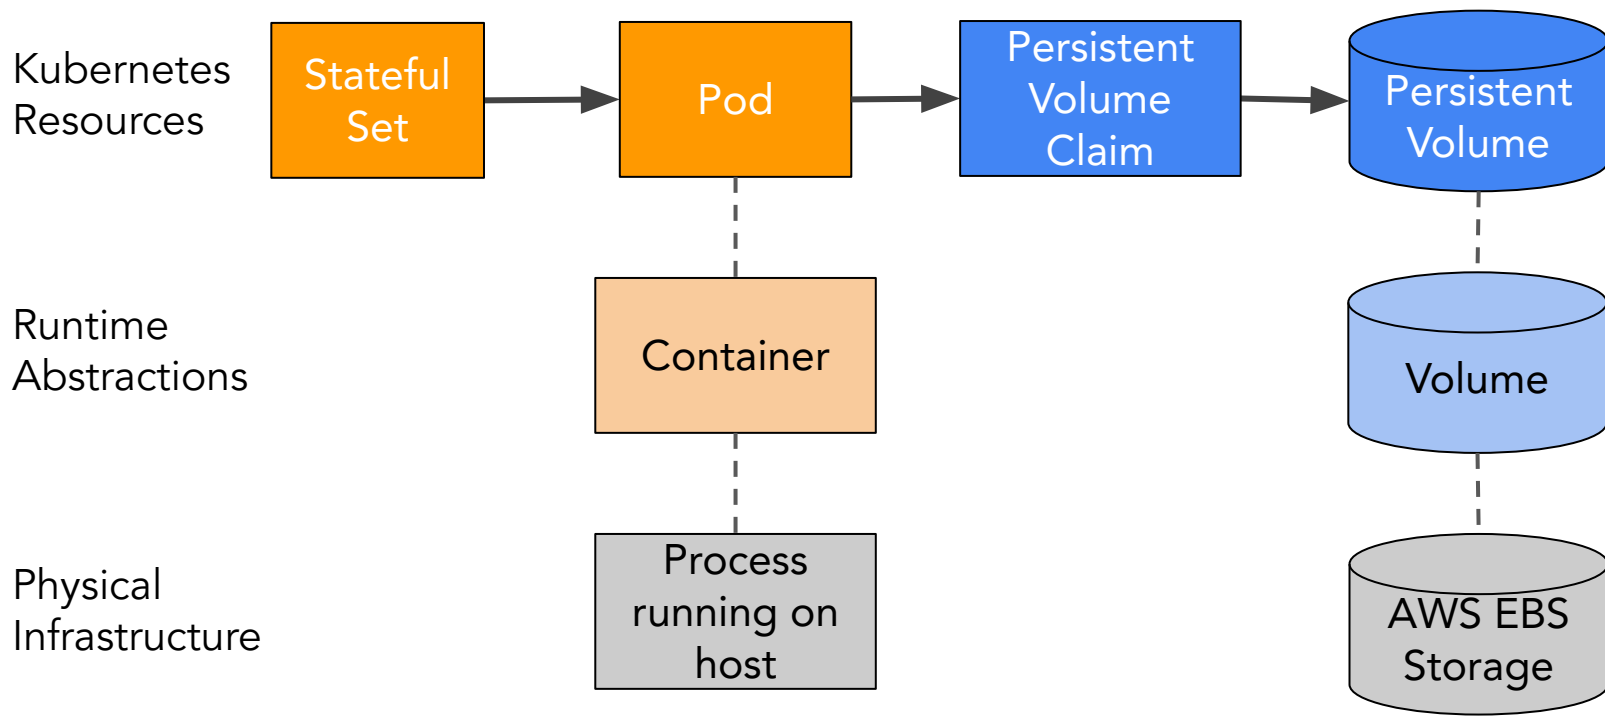 Kubernetes
Resources
Stateful
Set
Pod
Persistent
Volume
Claim
Persistent
Volume
Runtime
Abstractions
Container
Volume
Physical
Infrastructure
Process
running on
host
AWS EBS
Storage